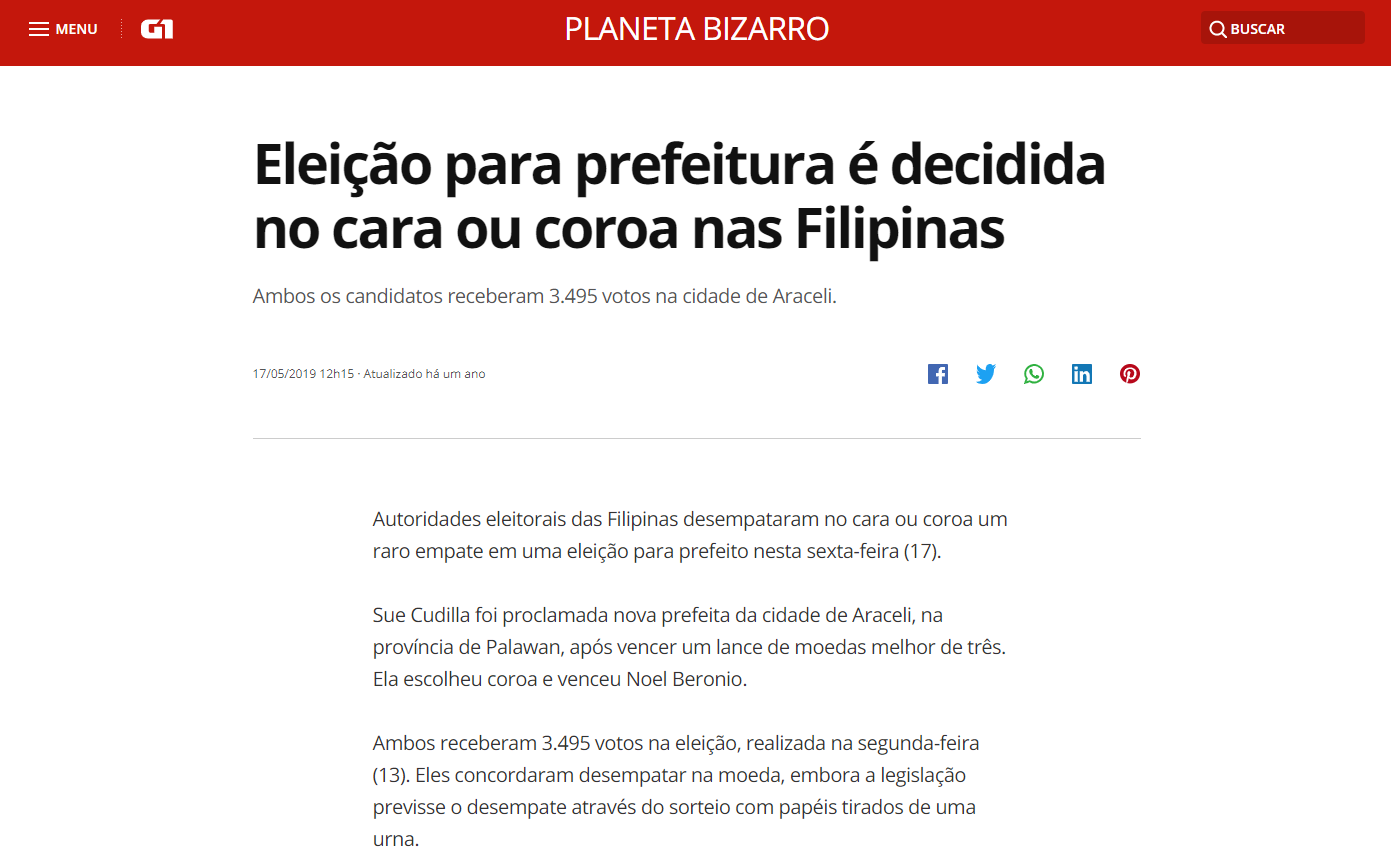 MENU
G1
PLANETA BIZARRO
BUSCAR
Eleição para prefeitura é decidida
no cara ou coroa nas Filipinas
Ambos os candidatos receberam 3.495 votos na cidade de Araceli.
17/05/2019 12h15 · Atualizado há um ano
Autoridades eleitorais das Filipinas desempataram no cara ou coroa um
raro empate em uma eleição para prefeito nesta sexta-feira (17).
Sue Cudilla foi proclamada nova prefeita da cidade de Araceli, na
província de Palawan, após vencer um lance de moedas melhor de três.
Ela escolheu coroa e venceu Noel Beronio.
Ambos receberam 3.495 votos na eleição, realizada na segunda-feira
(13). Eles concordaram desempatar na moeda, embora a legislação
previsse o desempate através do sorteio com papéis tirados de uma
urna.